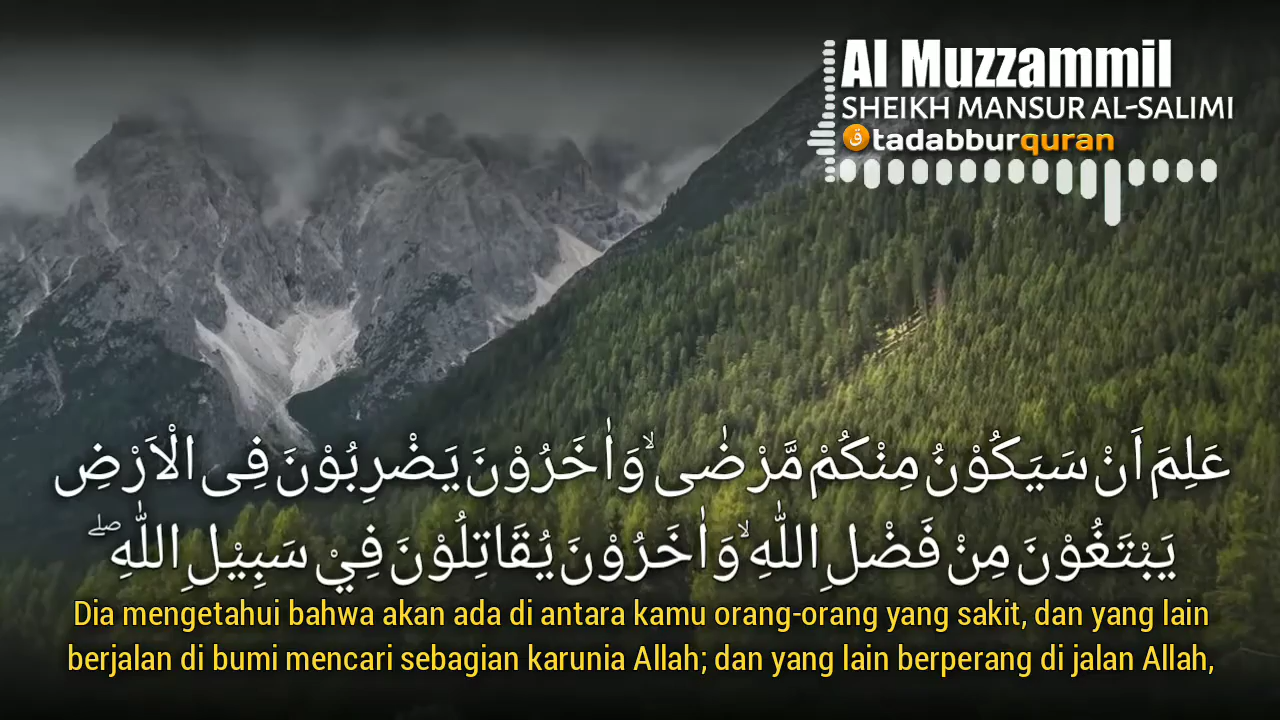 Al Muzzammil
SHEIKH MANSUR AL-SALIMI
ق tadabburquran
عَلِمَ اَنْ سَيَكُوْنُ مِنْكُمْ مَّرْضٰىۙ وَاٰخَرُوْنَ يَضْرِبُوْنَ فِى الْاَرْضِ
يَبْتَغُوْنَ مِنْ فَضْلِ اللّٰهِ ۙوَاٰخَرُوْنَ يُقَاتِلُوْنَ فِيْ سَبِيْلِ اللّٰهِ ۖ
Dia mengetahui bahwa akan ada di antara kamu orang-orang yang sakit, dan yang lain
berjalan di bumi mencari sebagian karunia Allah; dan yang lain berperang di jalan Allah,